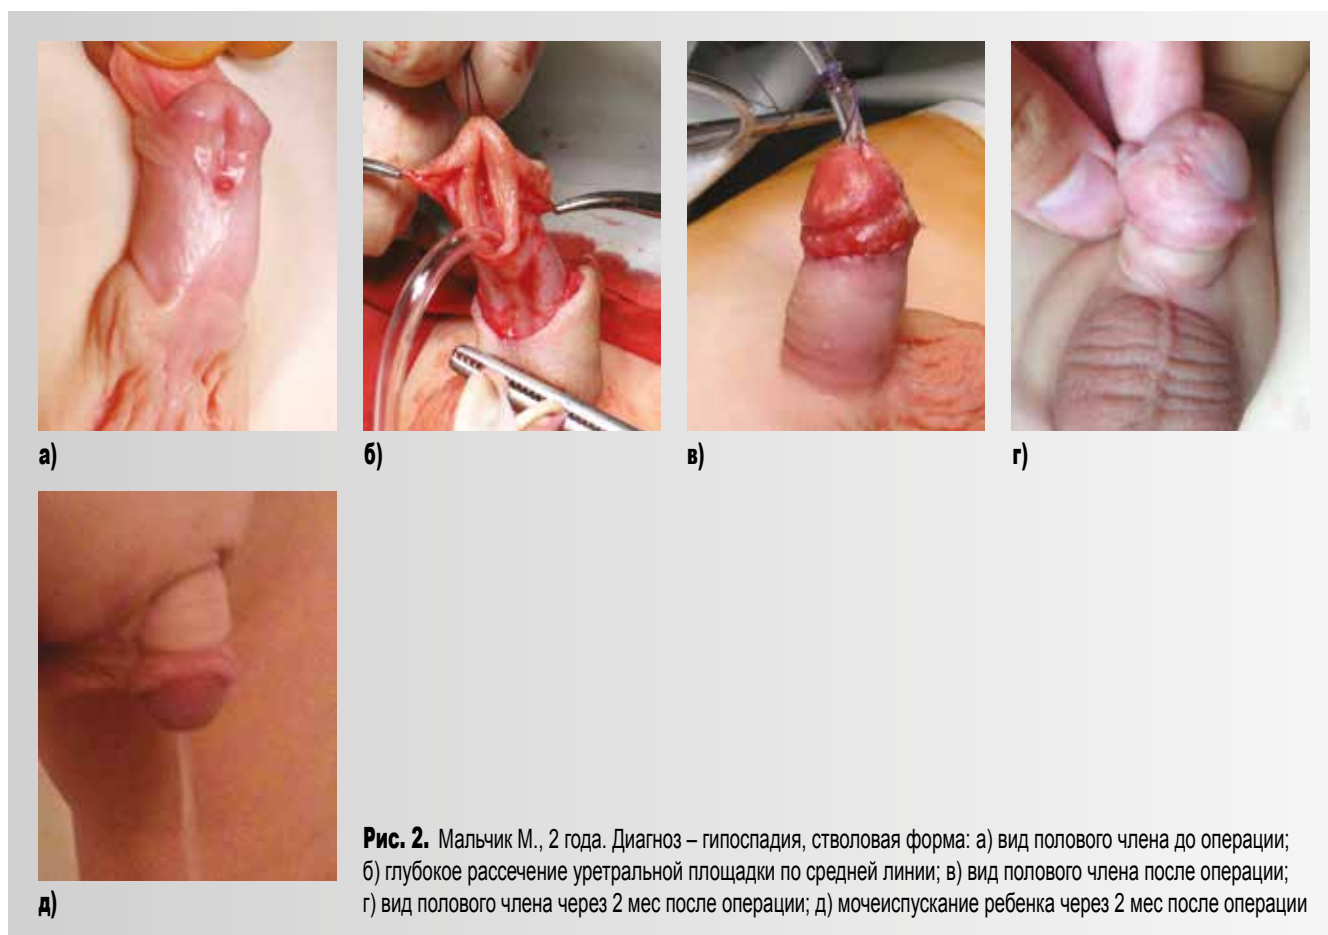 а)
б)
в)
г)
д)
Рис. 2. Мальчик М., 2 года. Диагноз – гипоспадия, стволовая форма: а) вид полового члена до операции;
б) глубокое рассечение уретральной площадки по средней линии; в) вид полового члена после операции;
г) вид полового члена через 2 мес после операции; д) мочеиспускание ребенка через 2 мес после операции